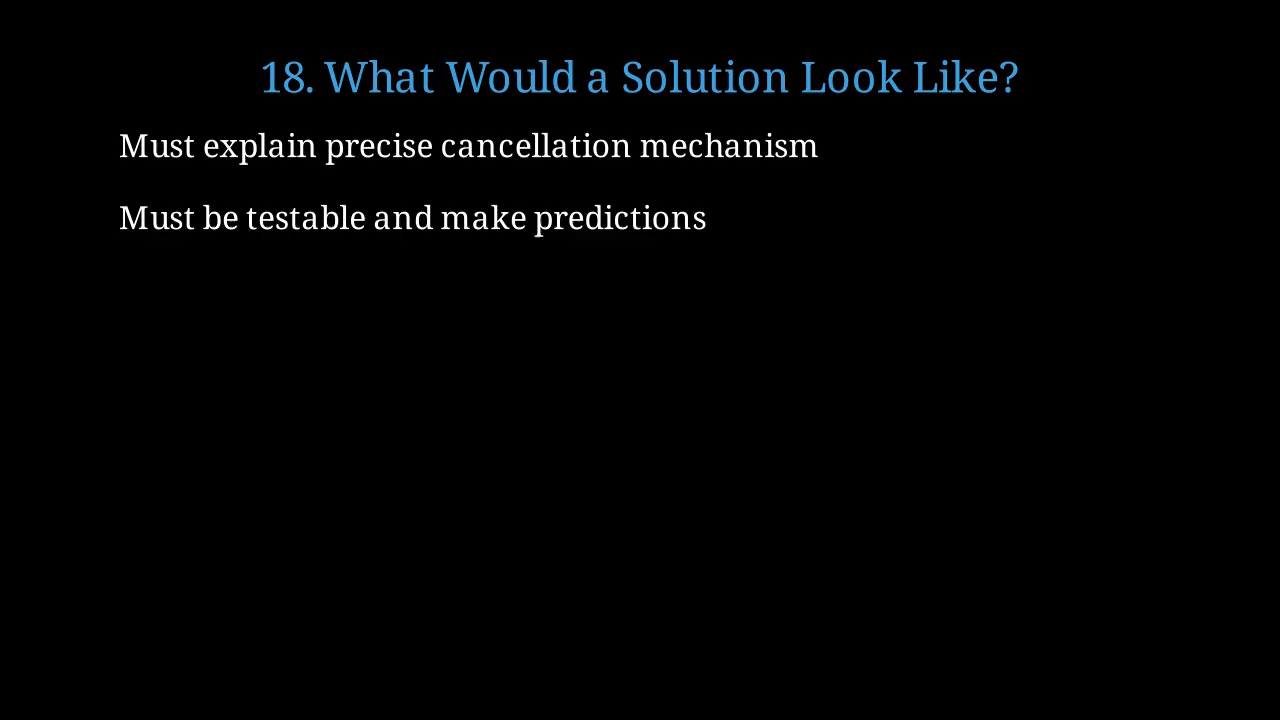 18. What Would a Solution Look Like?
Must explain precise cancellation mechanism
Must be testable and make predictions